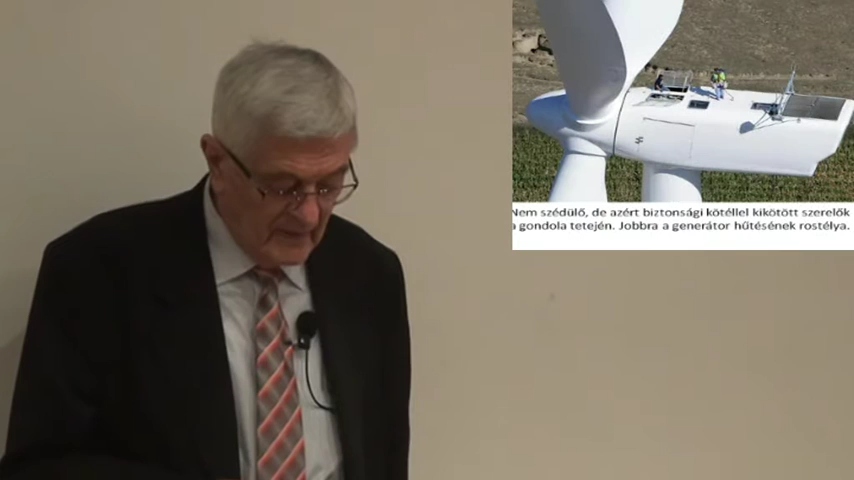 Nem szédülő, de azért biztonsági kötéllel kikötött szerelők
a gondola tetején. Jobbra a generátor hűtésének rostélya.